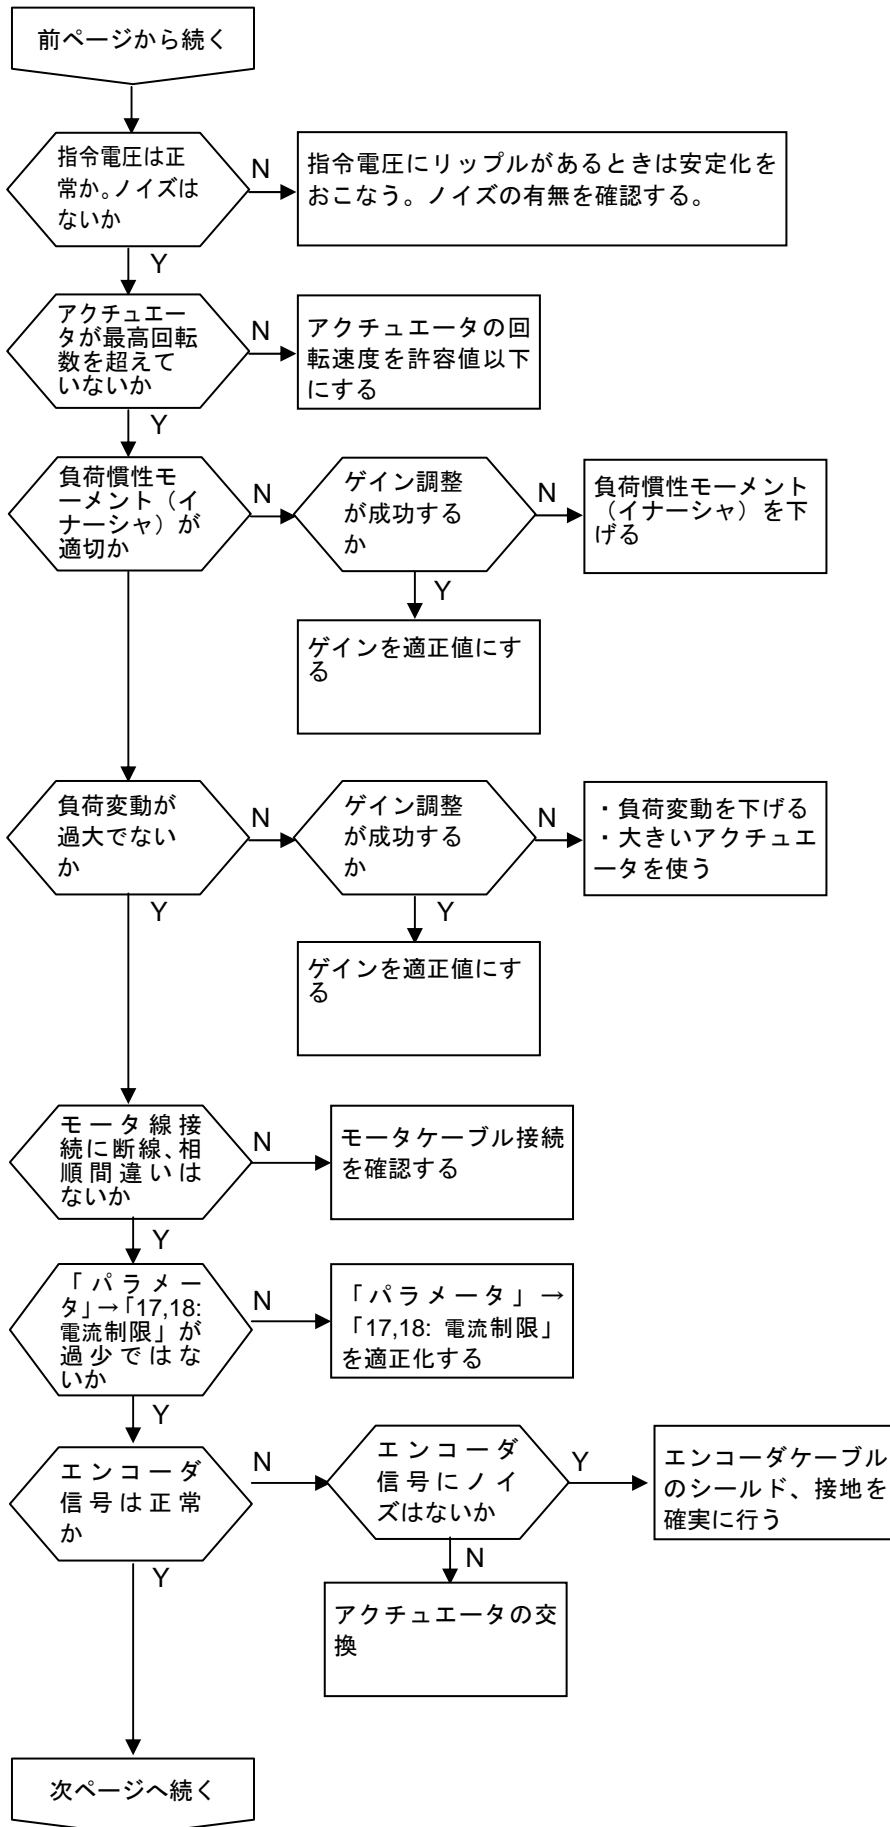 前ページから続く
指令電圧は正
常か。ノイズは
ないか
N
指令電圧にリップルがあるときは安定化を
おこなう。ノイズの有無を確認する。
Y
アクチュエー
タが最高回転
数を超えて
いないか
N
アクチュエータの回
転速度を許容値以下
にする
Y
負荷慣性モ
ーメント（イ
ナーシャ）が
適切か
N
ゲイン調整
が成功する
か
N
負荷慣性モーメント
（イナーシャ）を下
げる
Y
ゲインを適正値にす
る
負荷変動が
過大でない
か
N
ゲイン調整
が成功する
か
N
・負荷変動を下げる
・大きいアクチュエ
ータを使う
Y
Y
ゲインを適正値にす
る
モータ線接
続に断線、相
順間違いは
ないか
N
モータケーブル接続
を確認する
Y
「パラメー
タ」→「17,18:
電流制限」が
過少ではな
いか
N
「パラメータ」→
「17,18: 電流制限」
を適正化する
Y
エンコーダ
信号は正常
か
N
エンコーダ
信号にノイ
ズはないか
Y
エンコーダケーブル
のシールド、接地を
確実に行う
Y
N
アクチュエータの交
換
次ページへ続く